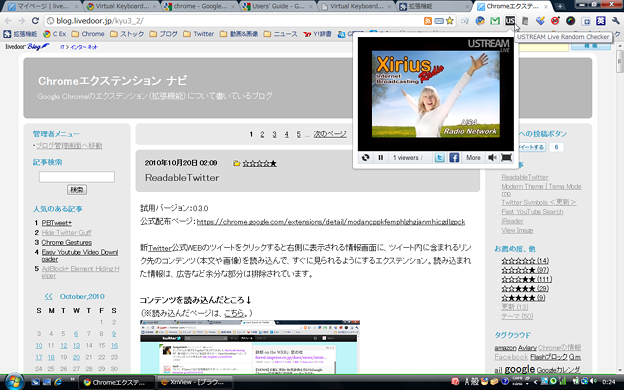 マイページ ( live
Virtual Keyboard
chrome - Google
Users' Guide - G
Virtual Keyboard
拡張機能
Chromeエクステ
blog.livedoor.jp/kyu3_2/
拡張機能
C Ex
Chrome
ストック
ブログ
動画&画像
ニュース
Y!辞書
USTREAM Live Random Checker
livedoor Blog
IT > インターネット
Chromeエクステンション ナビ
Google Chromeのエクステンション（拡張機能）について書いているブログ
USTREAM
LIVE
Xirius
Radio
Internet
Broadcasting
USA
Radio Network
1 viewers /
More
管理者メニュー
・ブログ管理画面へ移動
記事検索
検索
人気のある記事
1 PBTweet+
2 Hide Twitter Guff
3 Chrome Gestures
4 Easy Youtube Video Downloader
5 AdBlock+ Element Hiding Helper
<< October,2010
S M T W T F S
1 2 3 4 5 ... 次のページ
2010年10月20日 02:09
☆☆☆☆☆
ReadableTwitter
試用バージョン：0.3.0
公式配布ページ：https://chrome.google.com/extensions/detail/modancppkfemphlghgianmhjcgdlgpck
新Twitter公式WEBのツイートをクリックすると右側に表示される情報画面に、ツイート内に含まれるリンク先のコンテンツ（本文や画像）を読み込んで、すぐに見られるようにするエクステンション。読み込まれた情報は、広告など余分な部分は排除されています。
コンテンツを読み込んだところ↓
（※読み込んだページは、こちら。）
への投稿ボタン
ツイートする
6
ReadableTwitter
Modern Theme | Tema Moderno
Twitter Symbols ＜更新＞
Fast YouTube Search
iReader
View Image
お薦め度、他
☆☆☆☆☆ (14)
☆☆☆☆★ (97)
☆☆☆★★ (111)
☆☆★★★ (29)
☆★★★★ (9)
更新 (13)
テーマ (50)
タグクラウド
amazon Aviary Chromeの情報
Facebook Flashブロック Gm
ail google Googleカレンダ
Chromeエクステン...
XnView - [ブラウ...
0:24